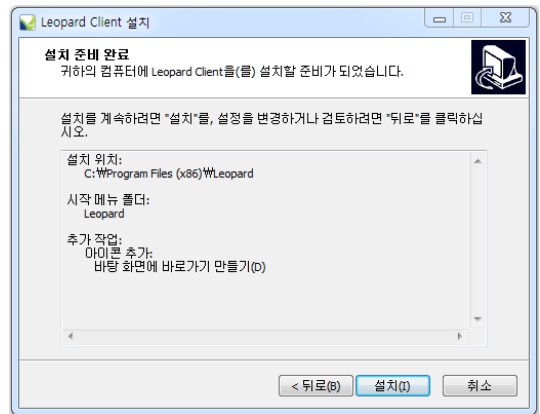 Leopard Client 설치
설치 준비 완료
귀하의 컴퓨터에 Leopard Client을(를) 설치할 준비가 되었습니다.
설치를 계속하려면 "설치"를, 설정을 변경하거나 검토하려면 "뒤로"를 클릭하십
시오.
설치 위치:
C:₩Program Files (x86)₩Leopard
시작 메뉴 폴더:
Leopard
추가 작업:
아이콘 추가:
바탕 화면에 바로가기 만들기(D)
< 뒤로(B)
설치(I)
취소